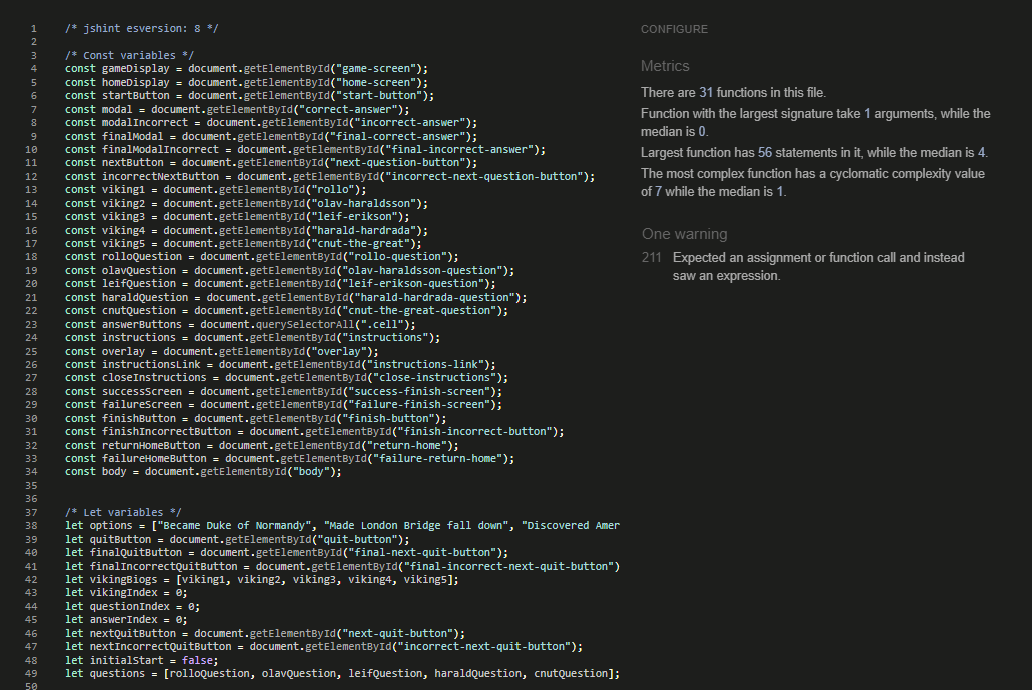 1 /* jshint esversion: 8 */
2
3 /* Const variables */
4 const gameDisplay = document.getElementById("game-screen");
5 const homeDisplay = document.getElementById("home-screen");
6 const startButton = document.getElementById("start-button");
7 const modal = document.getElementById("correct-answer");
8 const modalIncorrect = document.getElementById("incorrect-answer");
9 const finalModal = document.getElementById("final-correct-answer");
10 const finalModalIncorrect = document.getElementById("final-incorrect-answer");
11 const nextButton = document.getElementById("next-question-button");
12 const incorrectNextButton = document.getElementById("incorrect-next-question-button");
13 const viking1 = document.getElementById("rollo");
14 const viking2 = document.getElementById("olav-haraldsson");
15 const viking3 = document.getElementById("leif-erikson");
16 const viking4 = document.getElementById("harald-hardrada");
17 const viking5 = document.getElementById("cnut-the-great");
18 const rolloQuestion = document.getElementById("rollo-question");
19 const olavQuestion = document.getElementById("olav-haraldsson-question");
20 const leifQuestion = document.getElementById("leif-erikson-question");
21 const haraldQuestion = document.getElementById("harald-hardrada-question");
22 const cnutQuestion = document.getElementById("cnut-the-great-question");
23 const answerButtons = document.querySelectorAll(".cell");
24 const instructions = document.getElementById("instructions");
25 const overlay = document.getElementById("overlay");
26 const instructionsLink = document.getElementById("instructions-link");
27 const closeInstructions = document.getElementById("close-instructions");
28 const successScreen = document.getElementById("success-finish-screen");
29 const failureScreen = document.getElementById("failure-finish-screen");
30 const finishButton = document.getElementById("finish-button");
31 const finishIncorrectButton = document.getElementById("finish-incorrect-button");
32 const returnHomeButton = document.getElementById("return-home");
33 const failureHomeButton = document.getElementById("failure-return-home");
34 const body = document.getElementById("body");
35
36
37 /* Let variables */
38 let options = ["Became Duke of Normandy", "Made London Bridge fall down", "Discovered Amer
39 let quitButton = document.getElementById("quit-button");
40 let finalQuitButton = document.getElementById("final-next-quit-button");
41 let finalIncorrectQuitButton = document.getElementById("final-incorrect-next-quit-button")
42 let vikingBiogs = [viking1, viking2, viking3, viking4, viking5];
43 let vikingIndex = 0;
44 let questionIndex = 0;
45 let answerIndex = 0;
46 let nextQuitButton = document.getElementById("next-quit-button");
47 let nextIncorrectQuitButton = document.getElementById("incorrect-next-quit-button");
48 let initialStart = false;
49 let questions = [rolloQuestion, olavQuestion, leifQuestion, haraldQuestion, cnutQuestion];
50
CONFIGURE
Metrics
There are 31 functions in this file.
Function with the largest signature take 1 arguments, while the
median is 0.
Largest function has 56 statements in it, while the median is 4.
The most complex function has a cyclomatic complexity value
of 7 while the median is 1.
One warning
211 Expected an assignment or function call and instead
saw an expression.